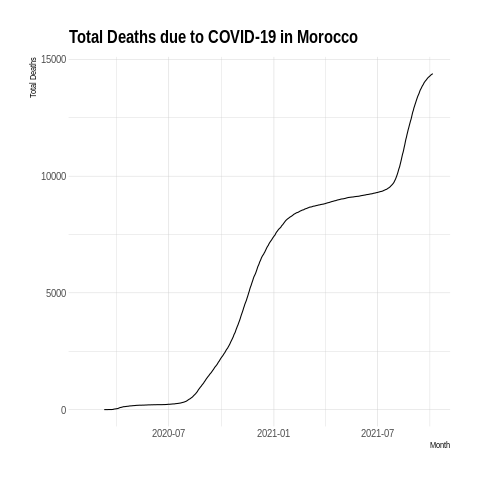 Total Deaths due to COVID-19 in Morocco
Total Deaths
15000
10000
5000
0
2020-07
2021-01
2021-07
Month